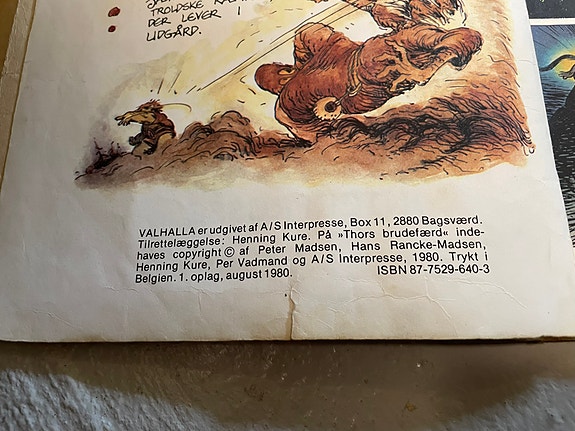 TROLDSKE
DER LEVER I
UDGÅRD.
VALHALLA er udgivet af A/S Interpresse, Box 11, 2880 Bagsværd.
Tilrettelæggelse: Henning Kure. På »Thors brudefærd« inde-
haves copyright © af Peter Madsen, Hans Rancke-Madsen,
Henning Kure, Per Vadmand og A/S Interpresse, 1980. Trykt i
Belgien. 1. oplag, august 1980. ISBN 87-7529-640-3